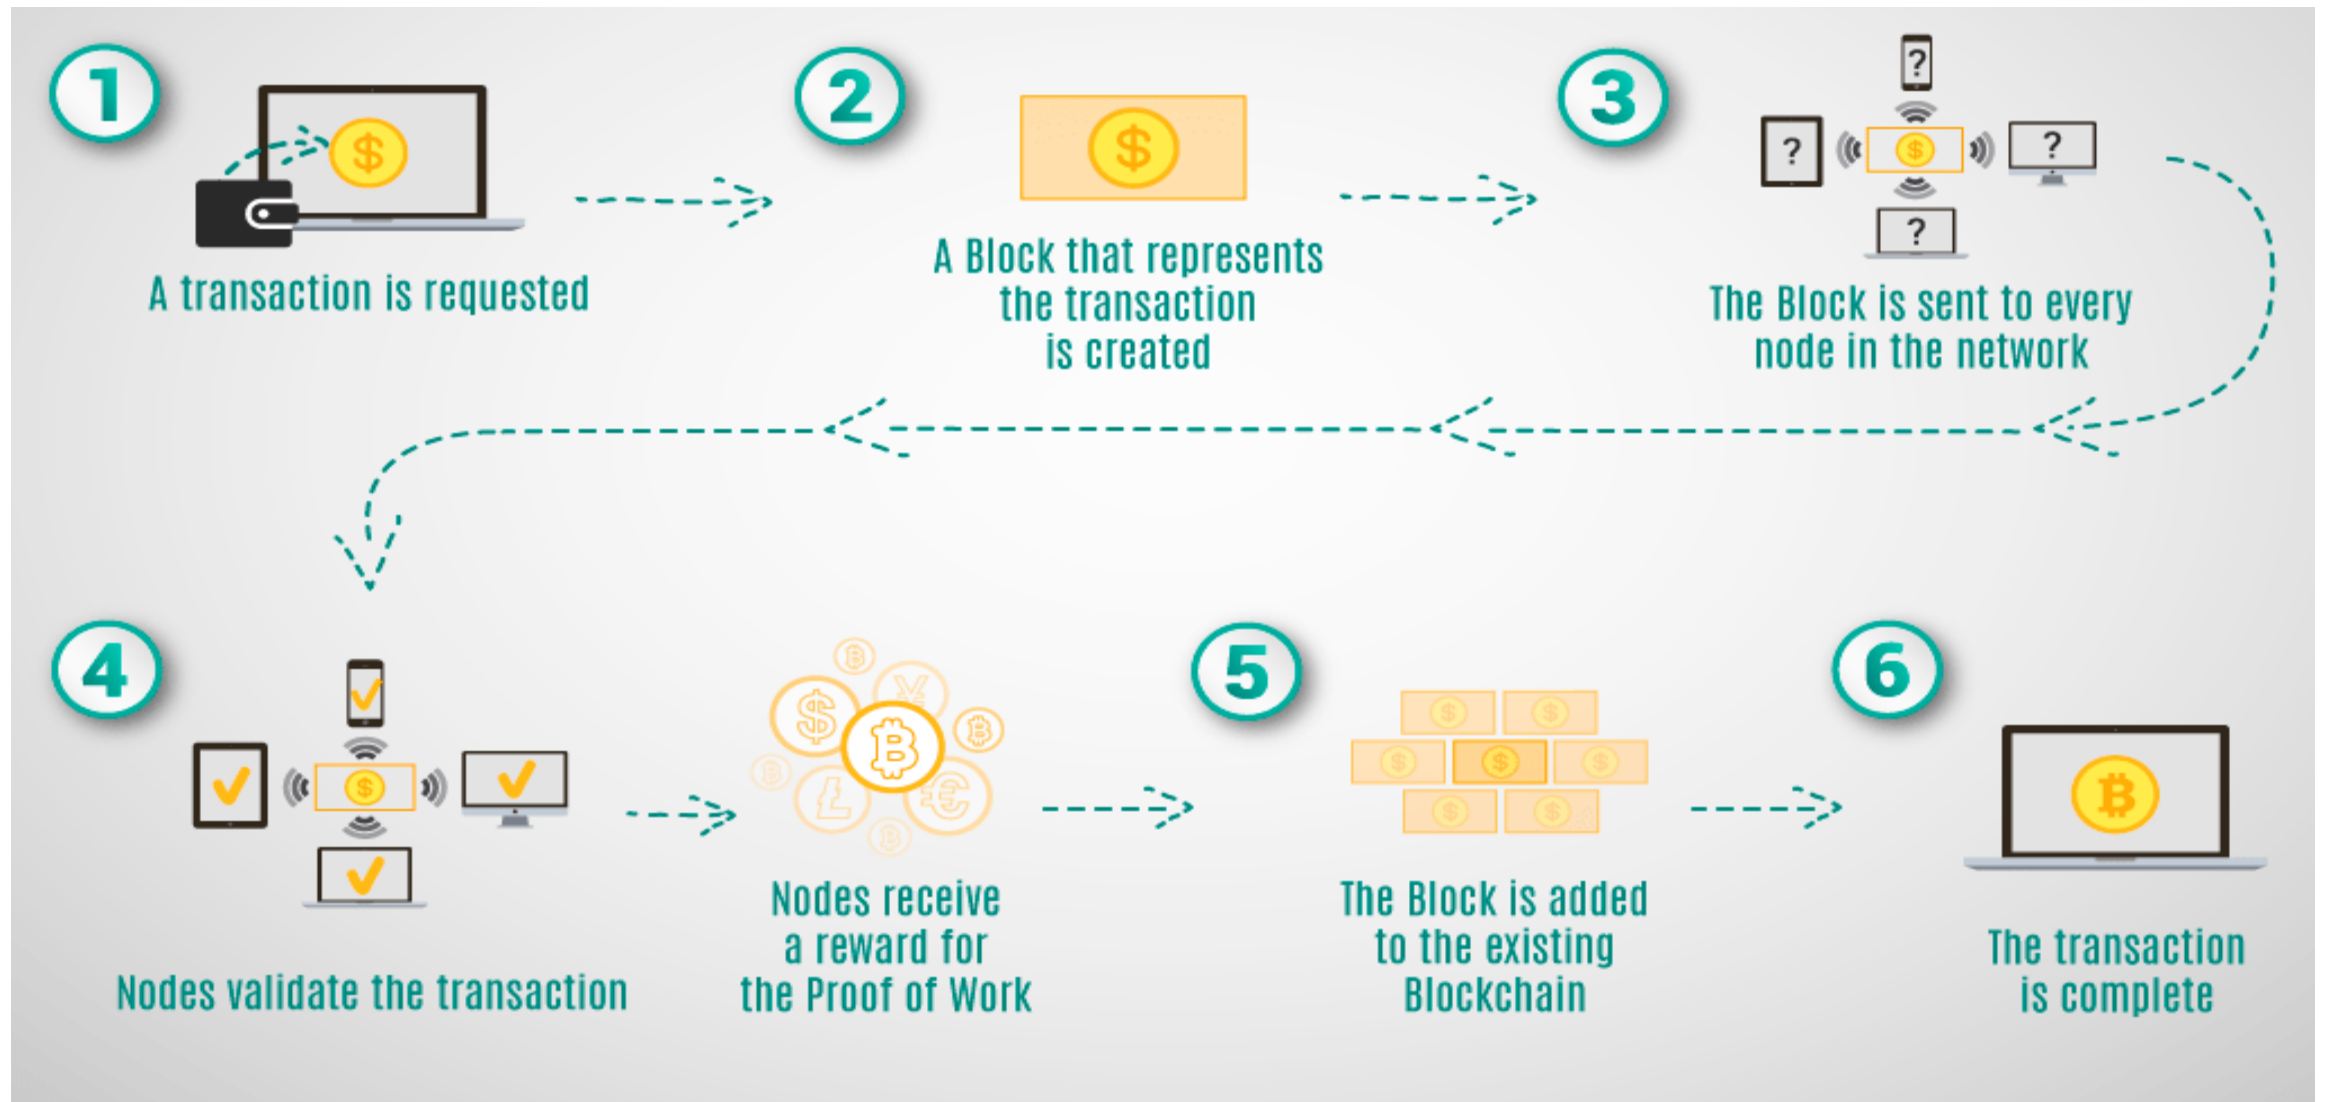 1
A transaction is requested
2
A Block that represents
the transaction
is created
3
?
?
?
?
The Block is sent to every
node in the network
4
Nodes validate the transaction
Nodes receive
a reward for
the Proof of Work
5
The Block is added
to the existing
Blockchain
6
The transaction
is complete